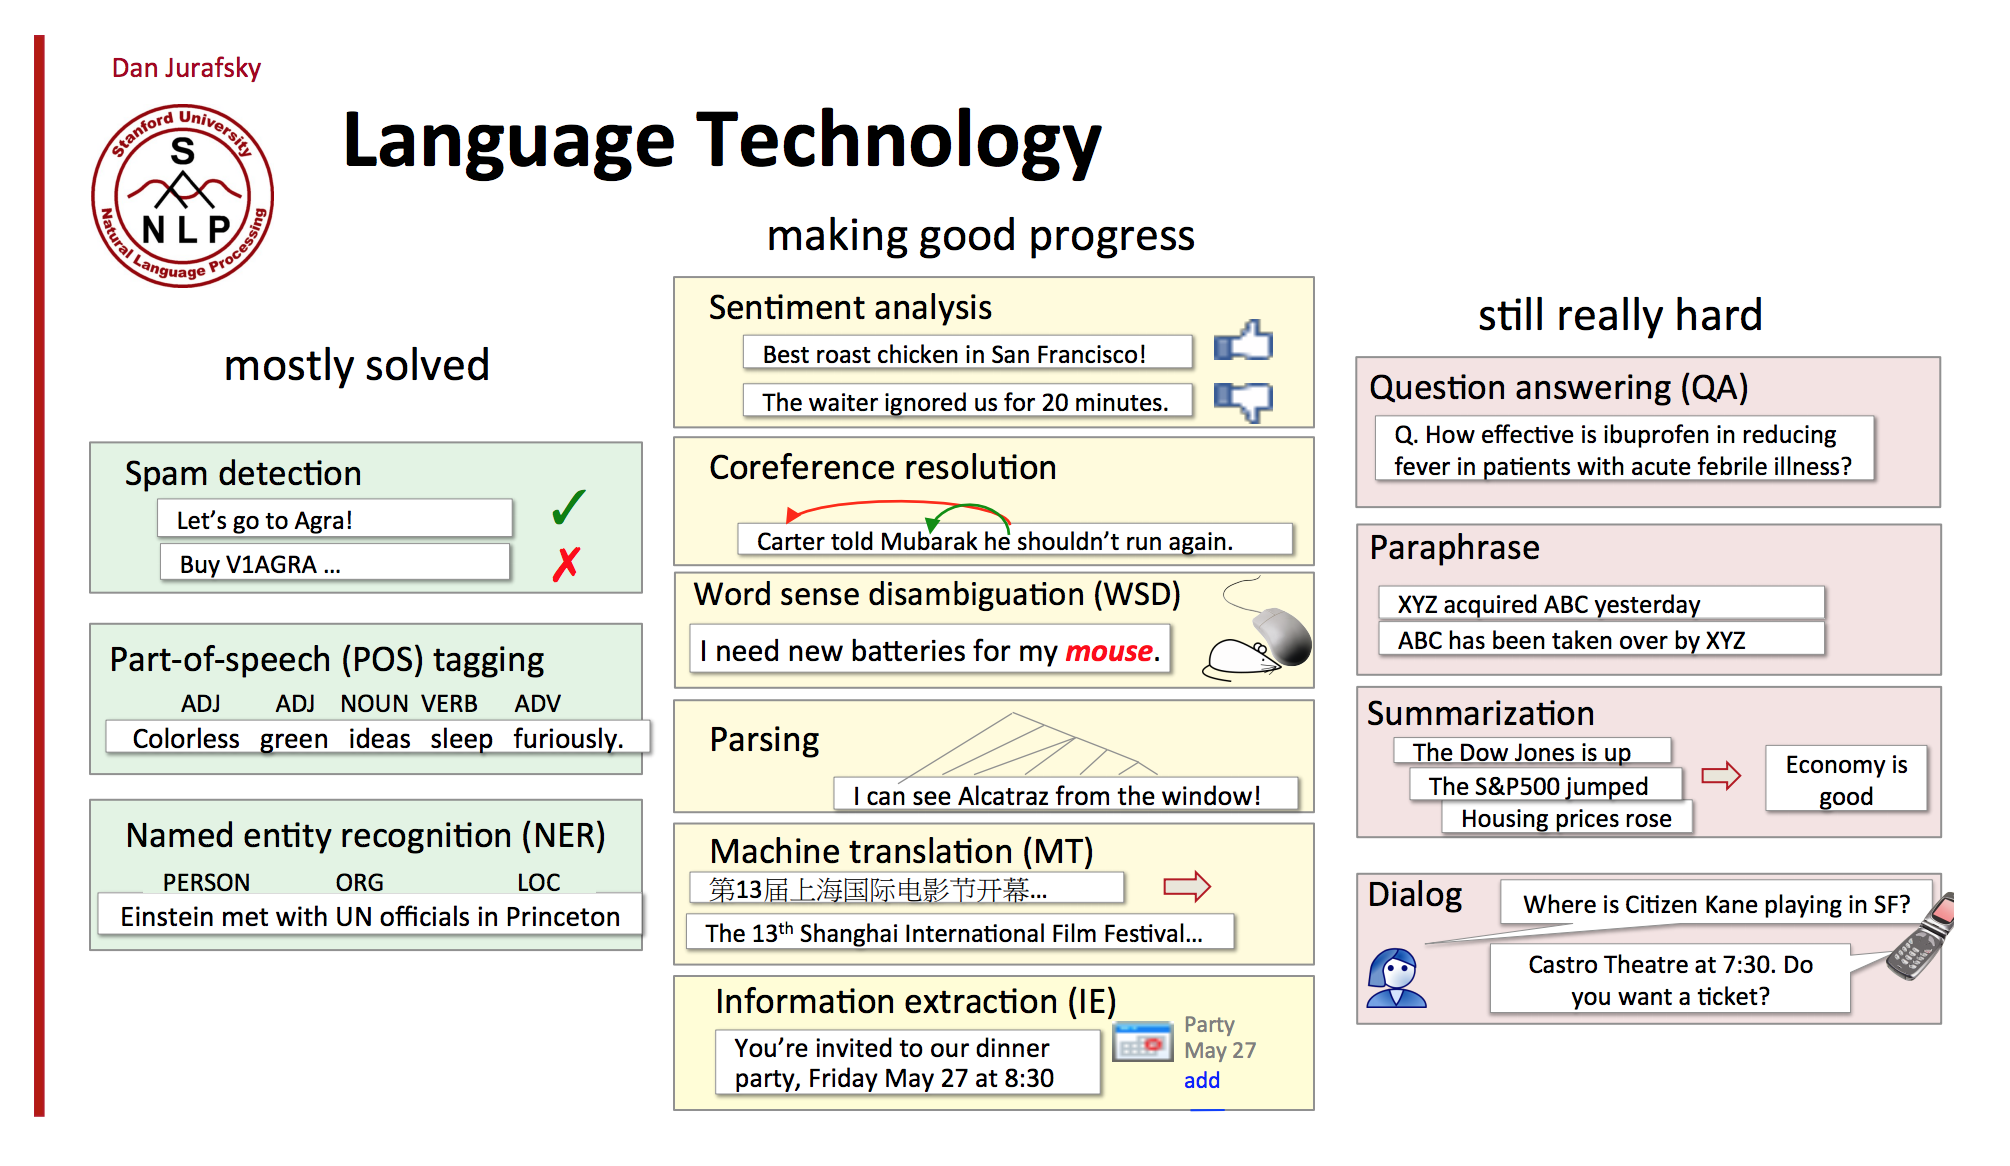 Dan Jurafsky
Stanford University
S
NLP
Natural Language Processing
Language Technology
mostly solved
Spam detection
Let's go to Agra!
✓
Buy V1AGRA ...
✗
Part-of-speech (POS) tagging
ADJ ADJ NOUN VERB ADV
Colorless green ideas sleep furiously.
Named entity recognition (NER)
PERSON ORG LOC
Einstein met with UN officials in Princeton
making good progress
Sentiment analysis
Best roast chicken in San Francisco!
The waiter ignored us for 20 minutes.
Coreference resolution
Carter told Mubarak he shouldn't run again.
Word sense disambiguation (WSD)
I need new batteries for my mouse.
Parsing
I can see Alcatraz from the window!
Machine translation (MT)
第13届上海国际电影节开幕...
The 13th Shanghai International Film Festival...
Information extraction (IE)
You're invited to our dinner
party, Friday May 27 at 8:30
Party
May 27
add
still really hard
Question answering (QA)
Q. How effective is ibuprofen in reducing
fever in patients with acute febrile illness?
Paraphrase
XYZ acquired ABC yesterday
ABC has been taken over by XYZ
Summarization
The Dow Jones is up
The S&P500 jumped
Housing prices rose
Economy is
good
Dialog
Where is Citizen Kane playing in SF?
Castro Theatre at 7:30. Do
you want a ticket?